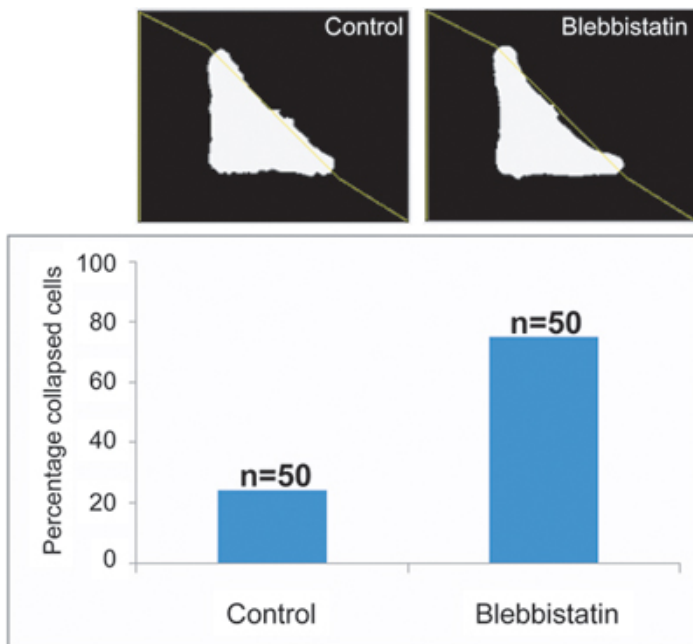 Control
Blebbistatin
Percentage collapsed cells
100
80
60
40
20
0
n=50
n=50
Control
Blebbistatin